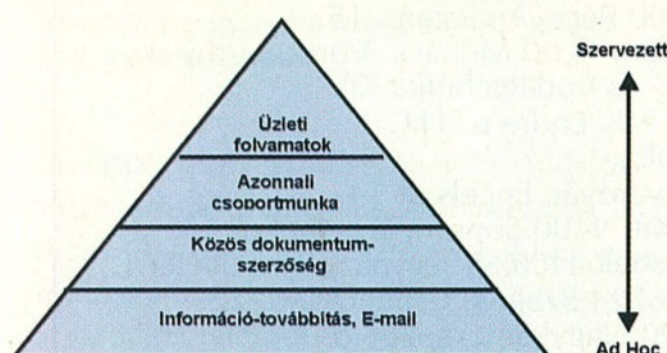 Szervezett
Üzleti
folyamatok
Azonnali
csoportmunka
Közös dokumentum-
szerzőség
Információ-továbbítás, E-mail
Ad Hoc